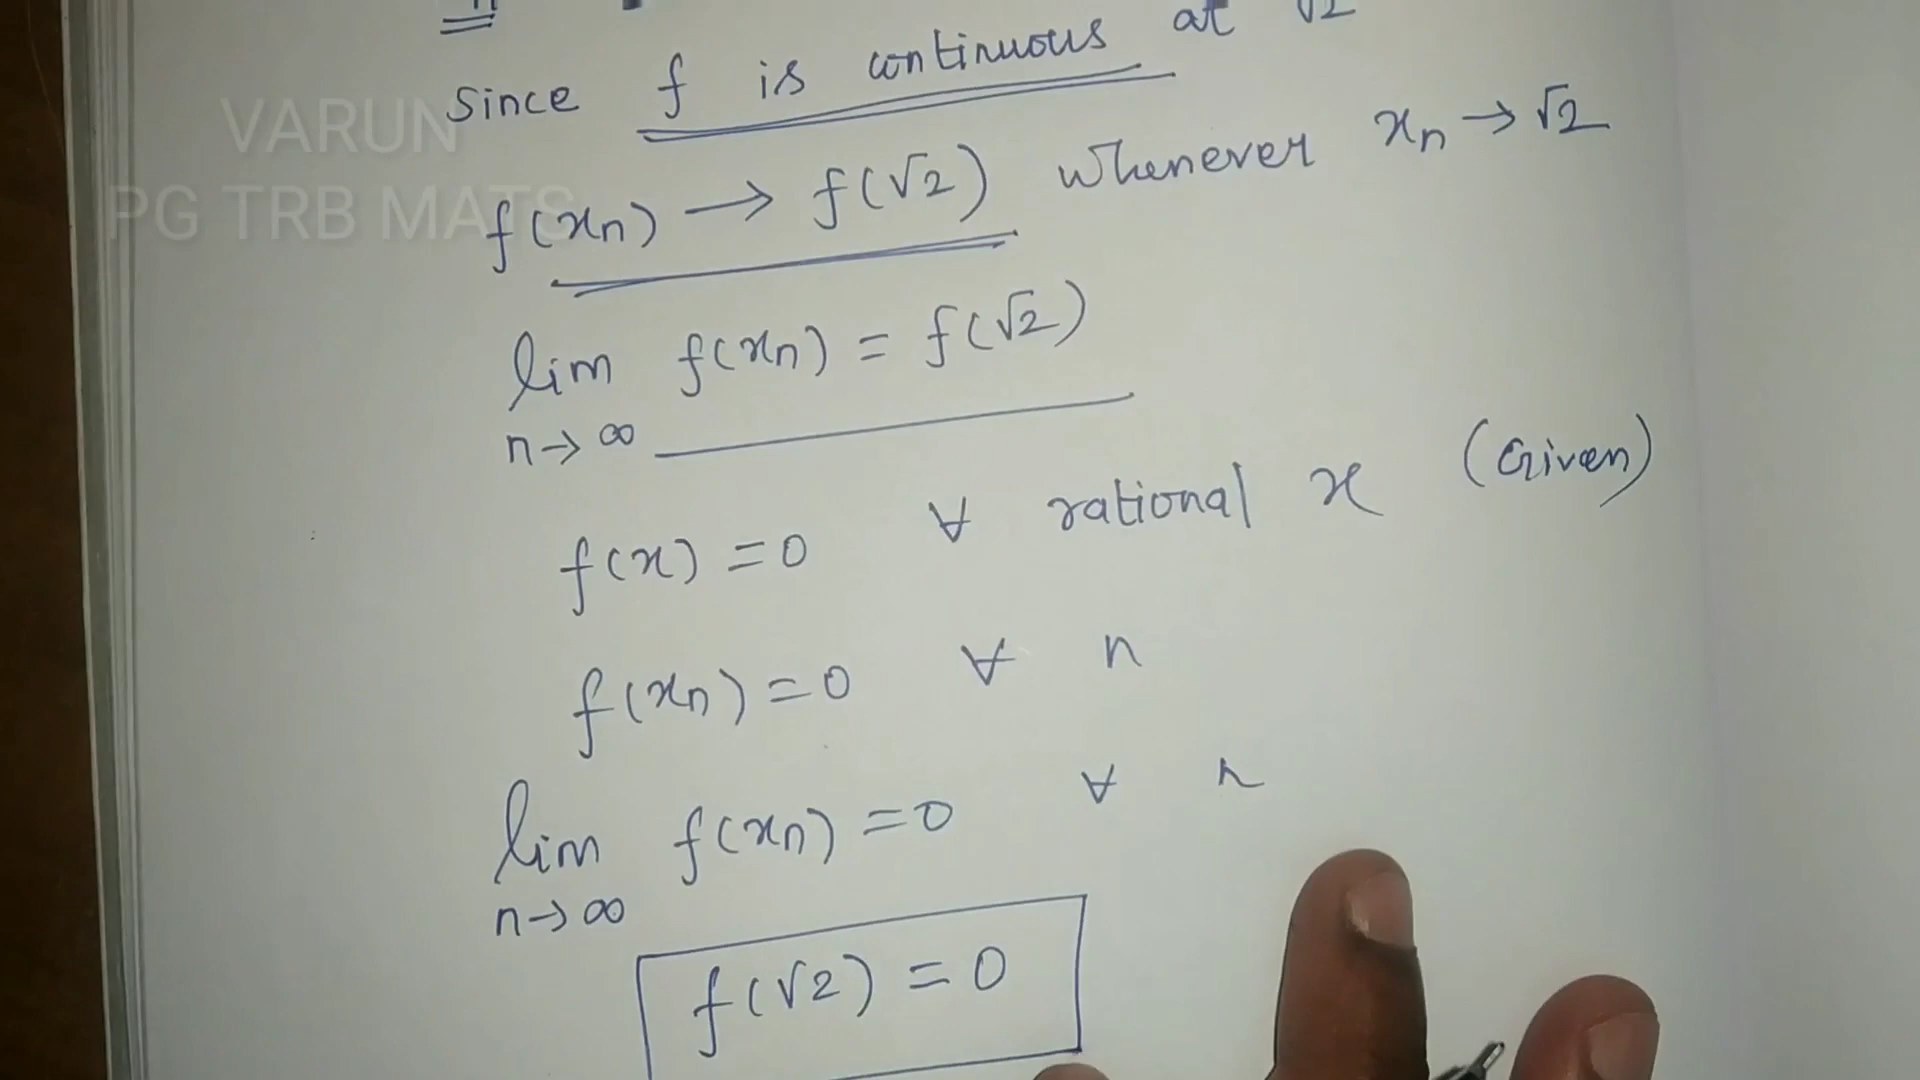 Since f is continuous at √2
f(xn) → f(√2) whenever xn → √2
lim f(xn) = f(√2)
n→∞
f(x) = 0 ∀ rational x (Given)
f(xn) = 0 ∀ n
lim f(xn) = 0 ∀ n
n→∞
f(√2) = 0
VARUN
PG TRB MATS